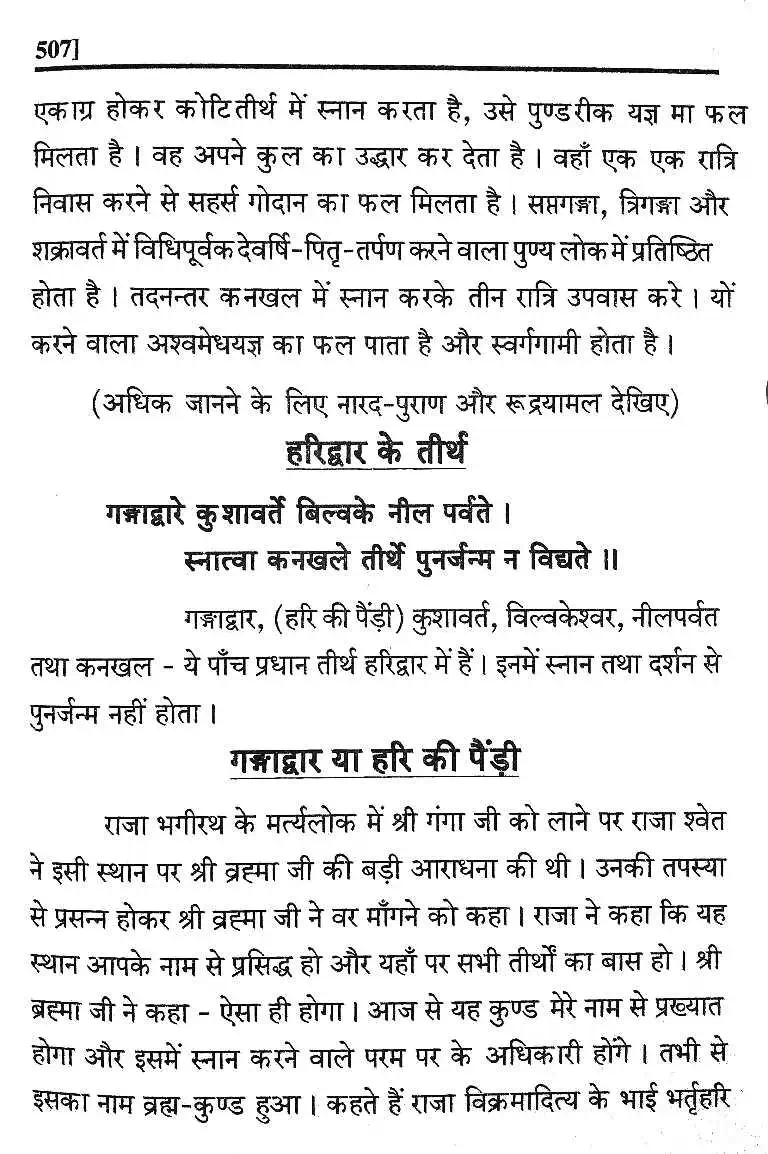 507]
एकाग्र होकर कोटितीर्थ में स्नान करता है, उसे पुण्डरीक यज्ञ मा फल
मिलता है । वह अपने कुल का उद्धार कर देता है । वहाँ एक एक रात्रि
निवास करने से सहर्स गोदान का फल मिलता है । सप्तगङ्गा, त्रिगङ्गा और
शक्रावर्त में विधिपूर्वक देवर्षि-पितृ-तर्पण करने वाला पुण्य लोक में प्रतिष्ठित
होता है । तदनन्तर कनखल में स्नान करके तीन रात्रि उपवास करे । यों
करने वाला अश्वमेधयज्ञ का फल पाता है और स्वर्गगामी होता है ।
(अधिक जानने के लिए नारद-पुराण और रूद्रयामल देखिए)
हरिद्वार के तीर्थ
गङ्गाद्वारे कुशावर्ते बिल्वके नील पर्वते ।
स्नात्वा कनखले तीर्थे पुनर्जन्म न विद्यते ॥
गङ्गाद्वार, (हरि की पैंड़ी) कुशावर्त, विल्वकेश्वर, नीलपर्वत
तथा कनखल - ये पाँच प्रधान तीर्थ हरिद्वार में हैं । इनमें स्नान तथा दर्शन से
पुनर्जन्म नहीं होता ।
गङ्गाद्वार या हरि की पैंड़ी
राजा भगीरथ के मर्त्यलोक में श्री गंगा जी को लाने पर राजा श्वेत
ने इसी स्थान पर श्री व्रह्मा जी की बड़ी आराधना की थी । उनकी तपस्या
से प्रसन्न होकर श्री व्रह्मा जी ने वर माँगने को कहा । राजा ने कहा कि यह
स्थान आपके नाम से प्रसिद्ध हो और यहाँ पर सभी तीर्थों का बास हो । श्री
ब्रह्मा जी ने कहा - ऐसा ही होगा । आज से यह कुण्ड मेरे नाम से प्रख्यात
होगा और इसमें स्नान करने वाले परम पर के अधिकारी होंगे । तभी से
इसका नाम व्रह्म-कुण्ड हुआ । कहते हैं राजा विक्रमादित्य के भाई भर्तृहरि